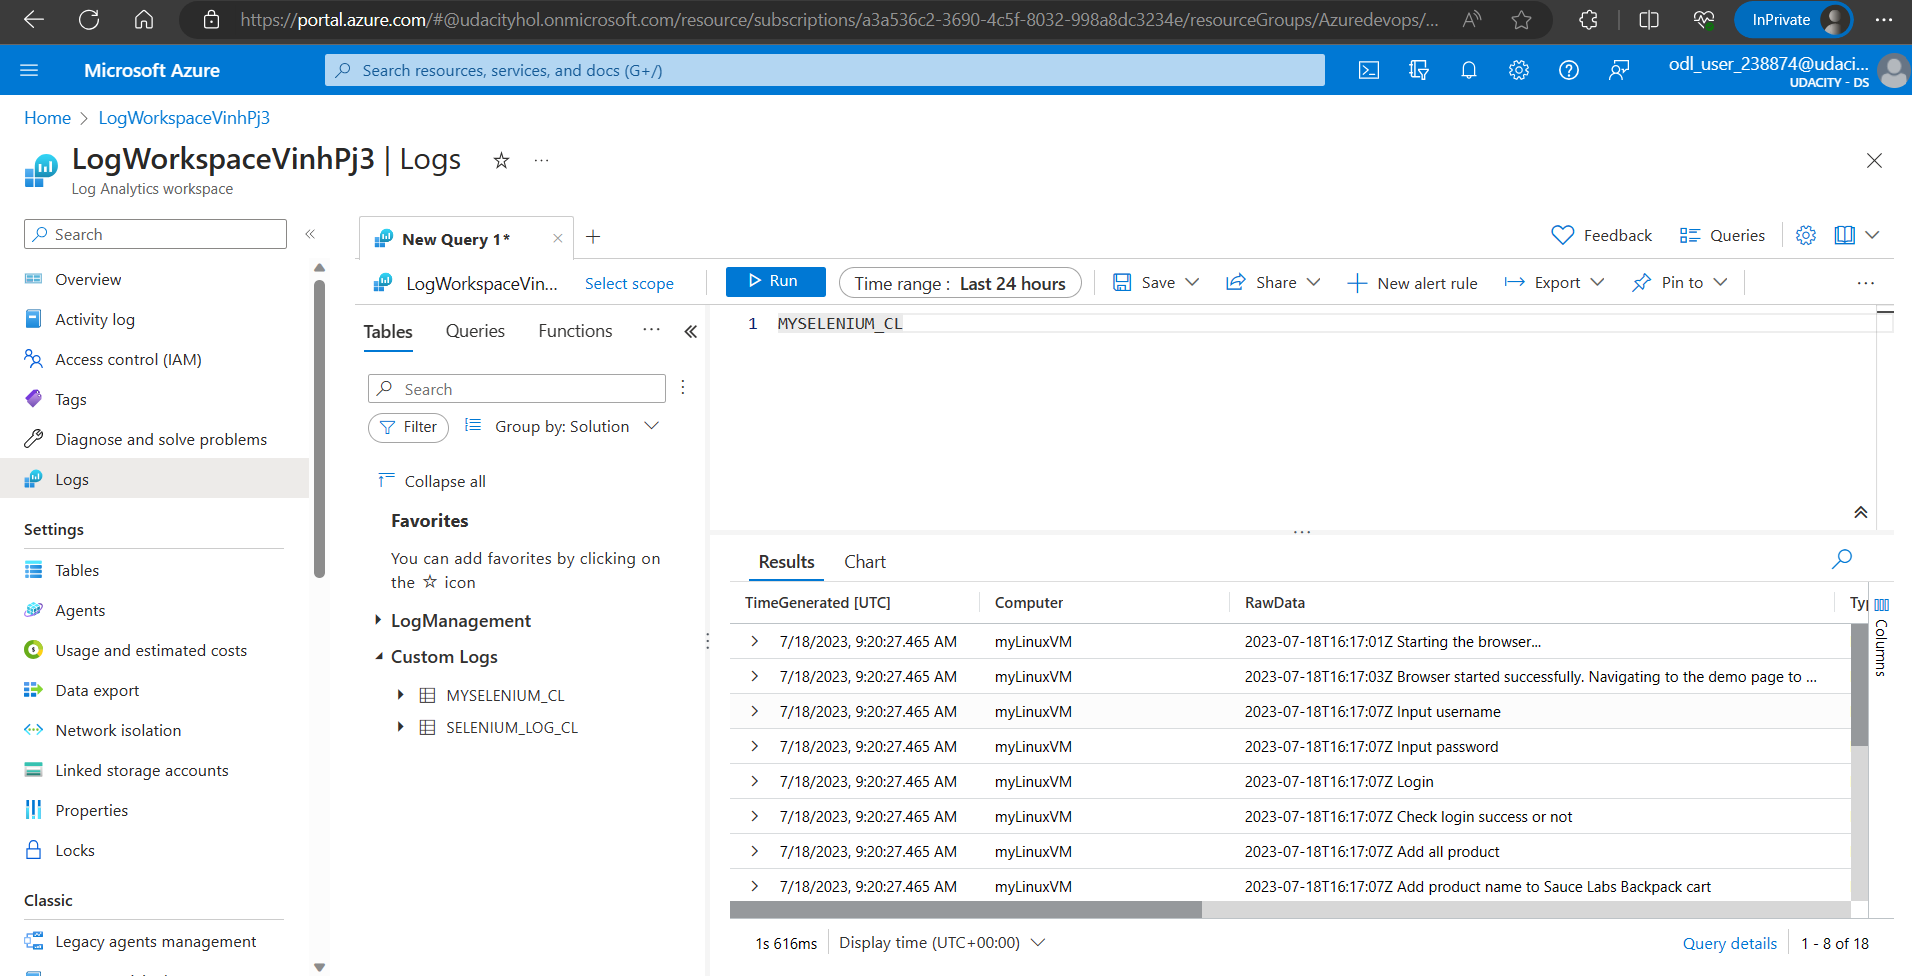 https://portal.azure.com/#@udacityhol.onmicrosoft.com/resource/subscriptions/a3a536c2-3690-4c5f-8032-998a8dc3234e/resourceGroups/Azuredevops/...
InPrivate
Microsoft Azure
Search resources, services, and docs (G+/)
odl_user_238874@udaci...
UDACITY - DS
Home > LogWorkspaceVinhPj3
LogWorkspaceVinhPj3 | Logs
Log Analytics workspace
Search
Overview
Activity log
Access control (IAM)
Tags
Diagnose and solve problems
Logs
Settings
Tables
Agents
Usage and estimated costs
Data export
Network isolation
Linked storage accounts
Properties
Locks
Classic
Legacy agents management
New Query 1*
Feedback
Queries
LogWorkspaceVin...
Select scope
Run
Time range : Last 24 hours
Save
Share
New alert rule
Export
Pin to
Tables
Queries
Functions
Search
Filter
Group by: Solution
Collapse all
Favorites
You can add favorites by clicking on
the ☆ icon
LogManagement
Custom Logs
MYSELENIUM_CL
SELENIUM_LOG_CL
1 MYSELENIUM_CL
Results
Chart
TimeGenerated [UTC] Computer RawData Typ
7/18/2023, 9:20:27.465 AM myLinuxVM 2023-07-18T16:17:01Z Starting the browser...
7/18/2023, 9:20:27.465 AM myLinuxVM 2023-07-18T16:17:03Z Browser started successfully. Navigating to the demo page to ...
7/18/2023, 9:20:27.465 AM myLinuxVM 2023-07-18T16:17:07Z Input username
7/18/2023, 9:20:27.465 AM myLinuxVM 2023-07-18T16:17:07Z Input password
7/18/2023, 9:20:27.465 AM myLinuxVM 2023-07-18T16:17:07Z Login
7/18/2023, 9:20:27.465 AM myLinuxVM 2023-07-18T16:17:07Z Check login success or not
7/18/2023, 9:20:27.465 AM myLinuxVM 2023-07-18T16:17:07Z Add all product
7/18/2023, 9:20:27.465 AM myLinuxVM 2023-07-18T16:17:07Z Add product name to Sauce Labs Backpack cart
Columns
1s 616ms
Display time (UTC+00:00)
Query details
1 - 8 of 18